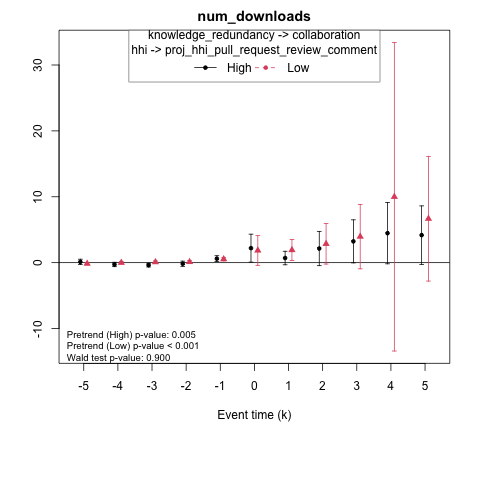 num_downloads
knowledge_redundancy -> collaboration
hhi -> proj_hhi_pull_request_review_comment
High Low
30
20
10
0
-10
Pretrend (High) p-value: 0.005
Pretrend (Low) p-value < 0.001
Wald test p-value: 0.900
-5 -4 -3 -2 -1 0 1 2 3 4 5
Event time (k)